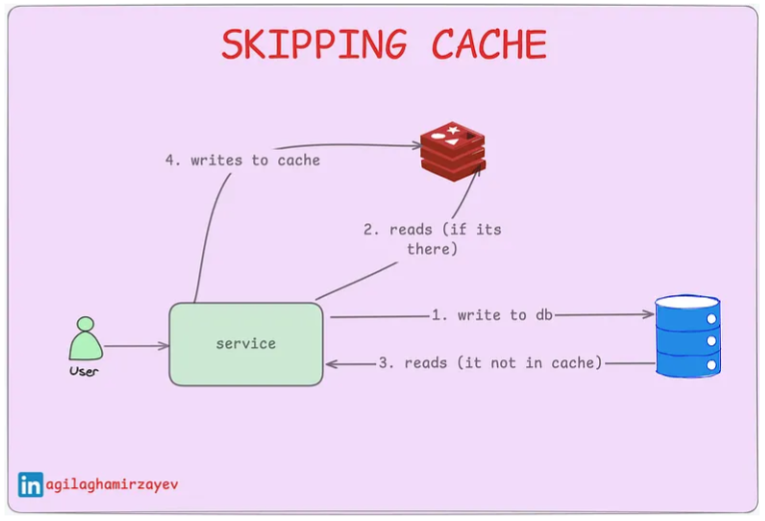 SKIPPING CACHE
4. writes to cache
2. reads (if its
there)
1. write to db
service
3. reads (it not in cache)
User
in agilaghamirzayev